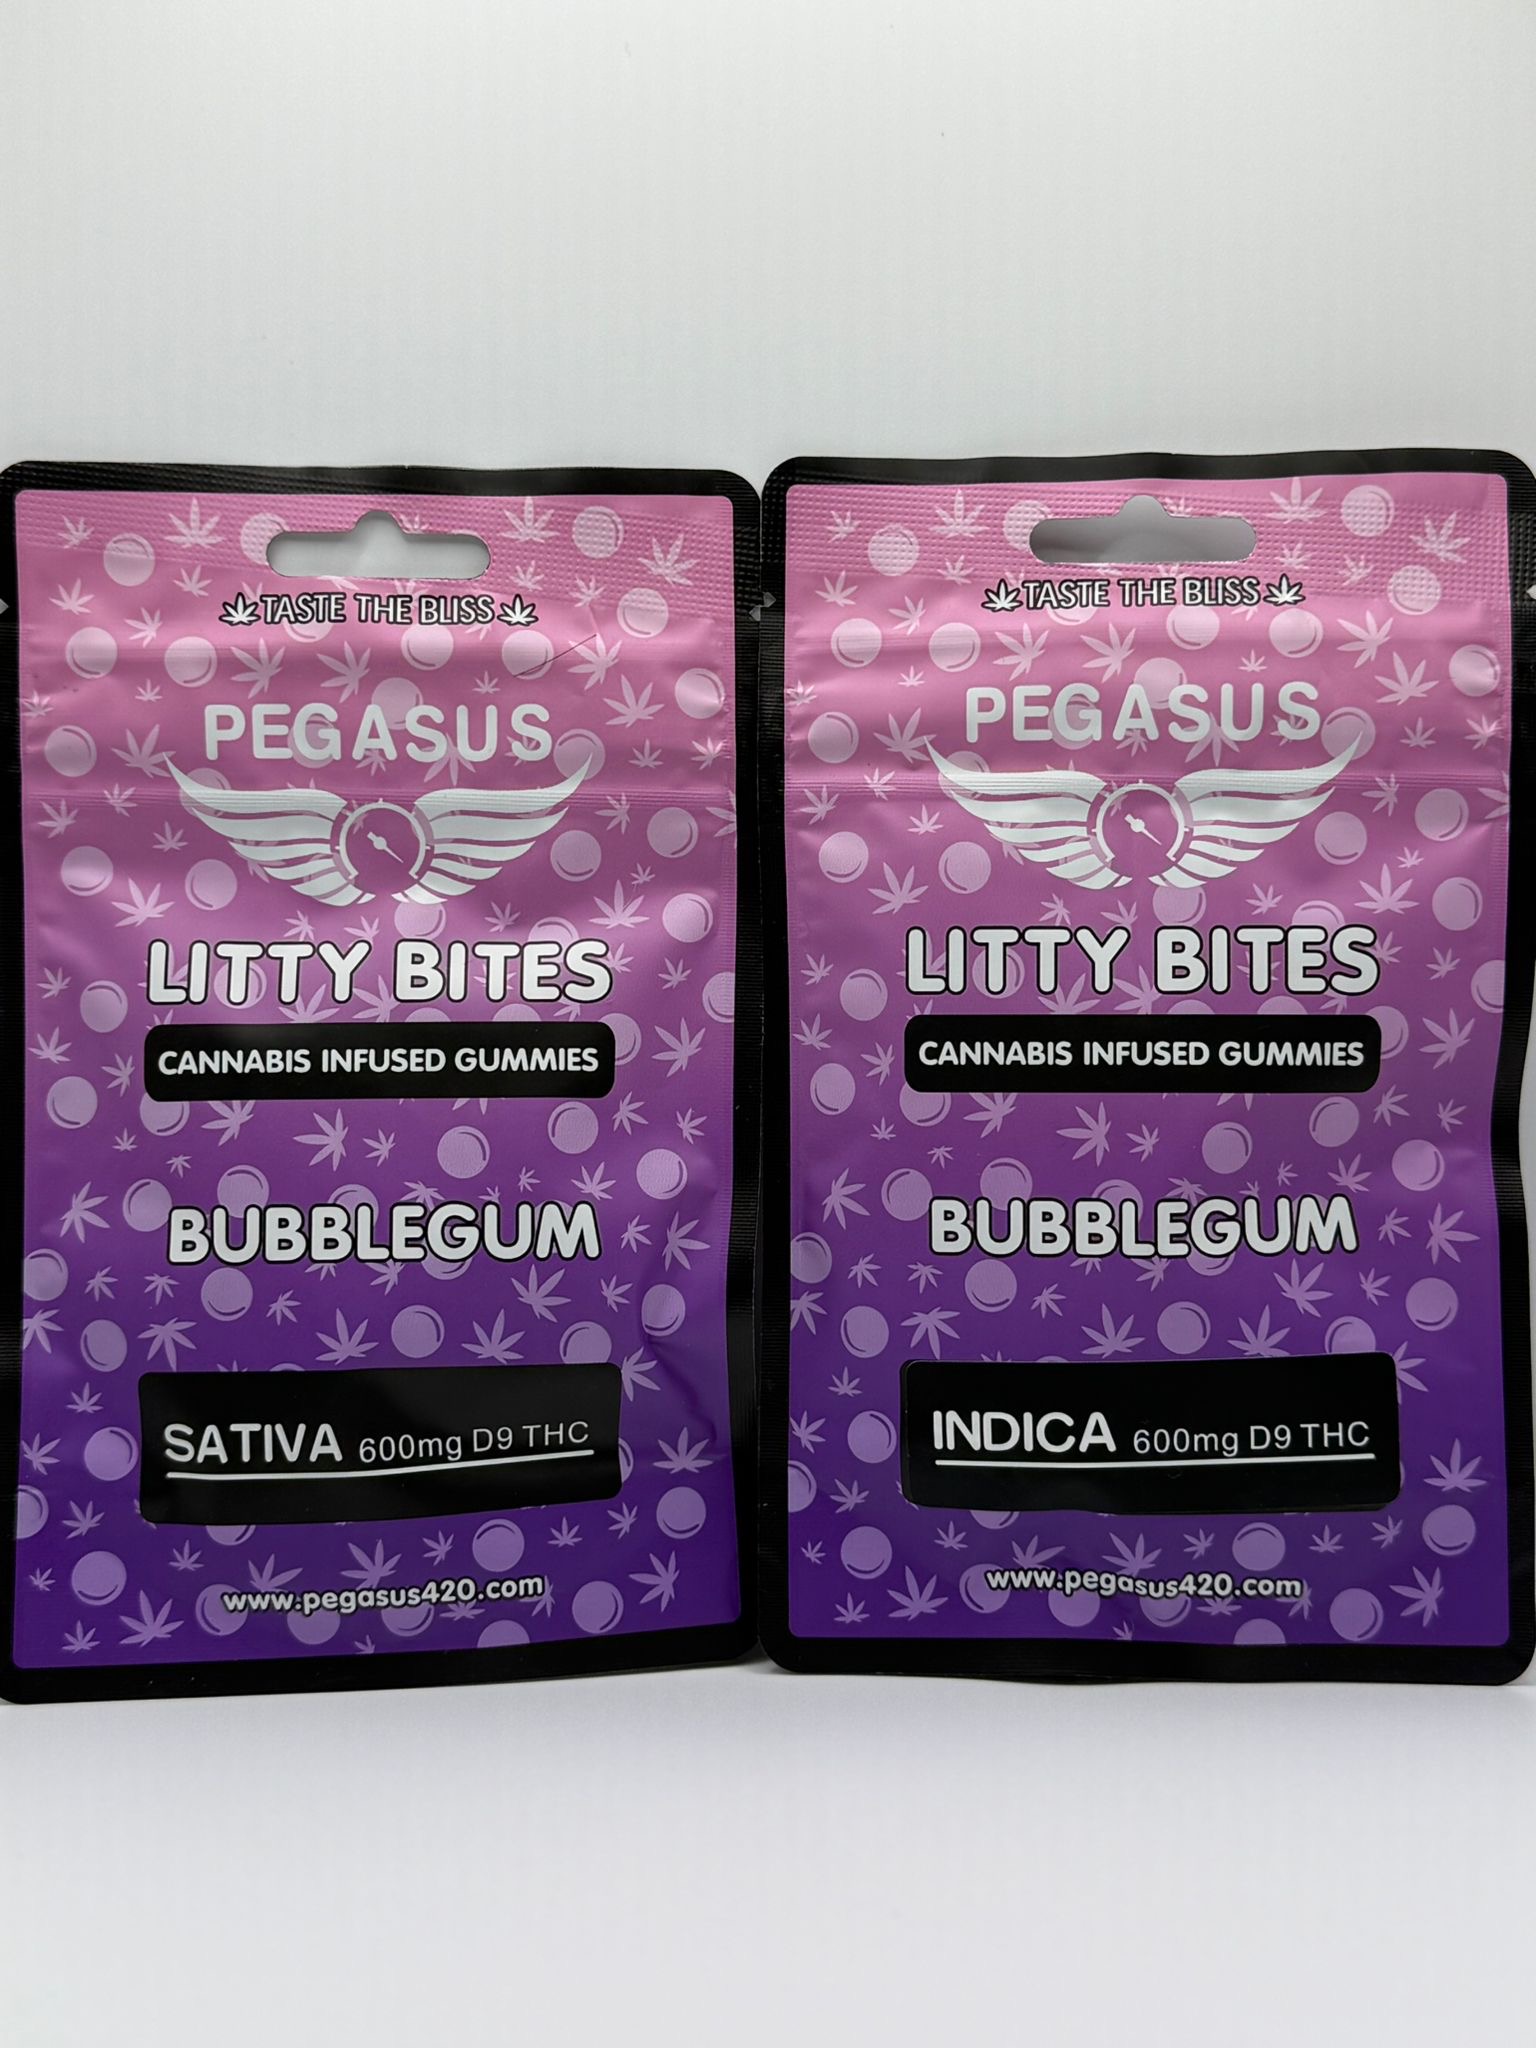 TASTE THE BLISS
PEGASUS
LITTY BITES
CANNABIS INFUSED GUMMIES
BUBBLEGUM
SATIVA 600mg D9 THC
www.pegasus420.com
TASTE THE BLISS
PEGASUS
LITTY BITES
CANNABIS INFUSED GUMMIES
BUBBLEGUM
INDICA 600mg D9 THC
www.pegasus420.com